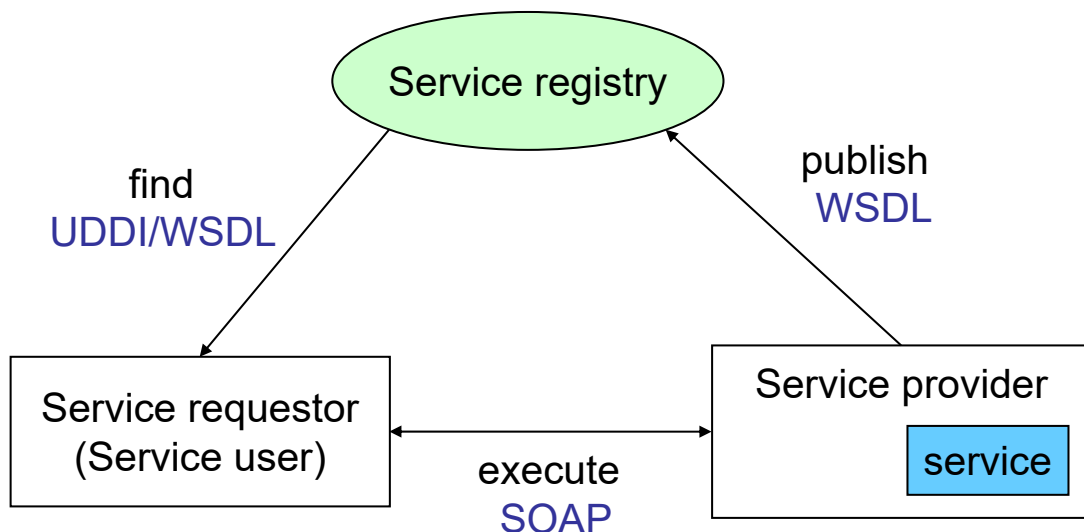 Service registry
find
UDDI/WSDL
publish
WSDL
Service requestor
(Service user)
execute
SOAP
Service provider
service